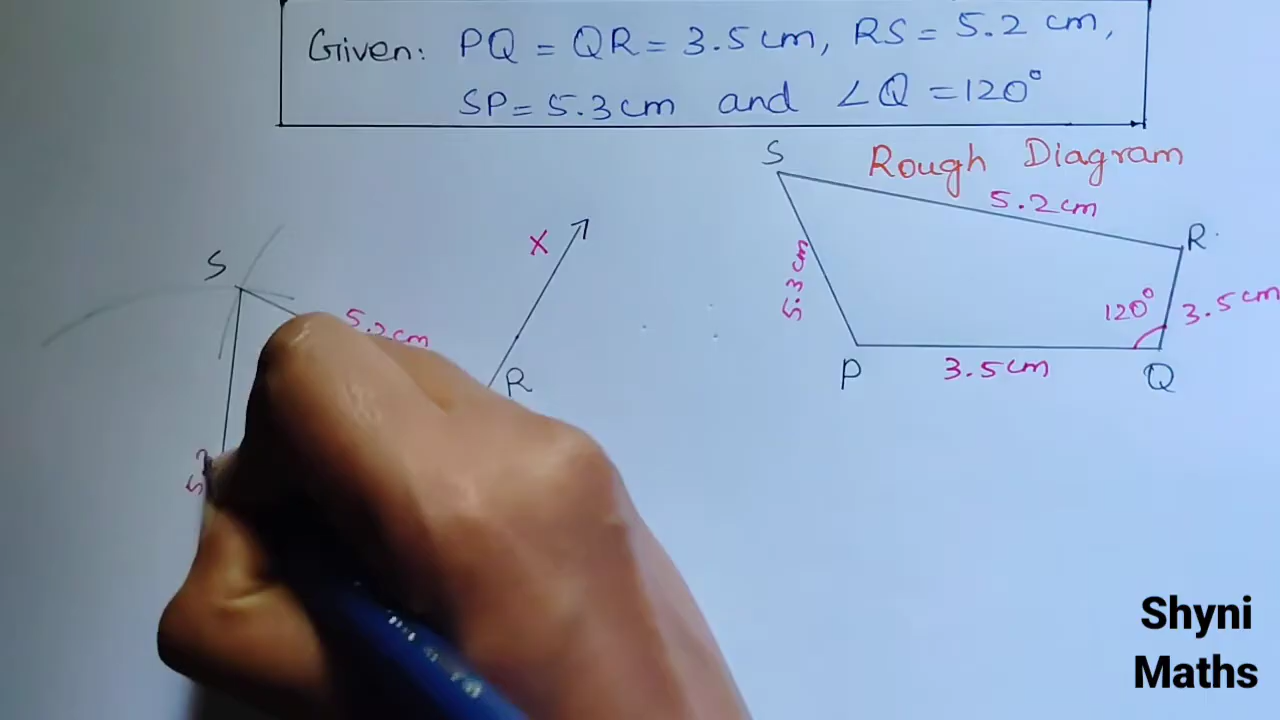 Given: PQ = QR = 3.5 cm, RS = 5.2 cm,
SP = 5.3 cm and ∠Q = 120°
Rough Diagram
S
5.2 cm
R
5.3 cm
120°
3.5 cm
P
3.5 cm
Q
S
X
5.2 cm
R
Shyni
Maths